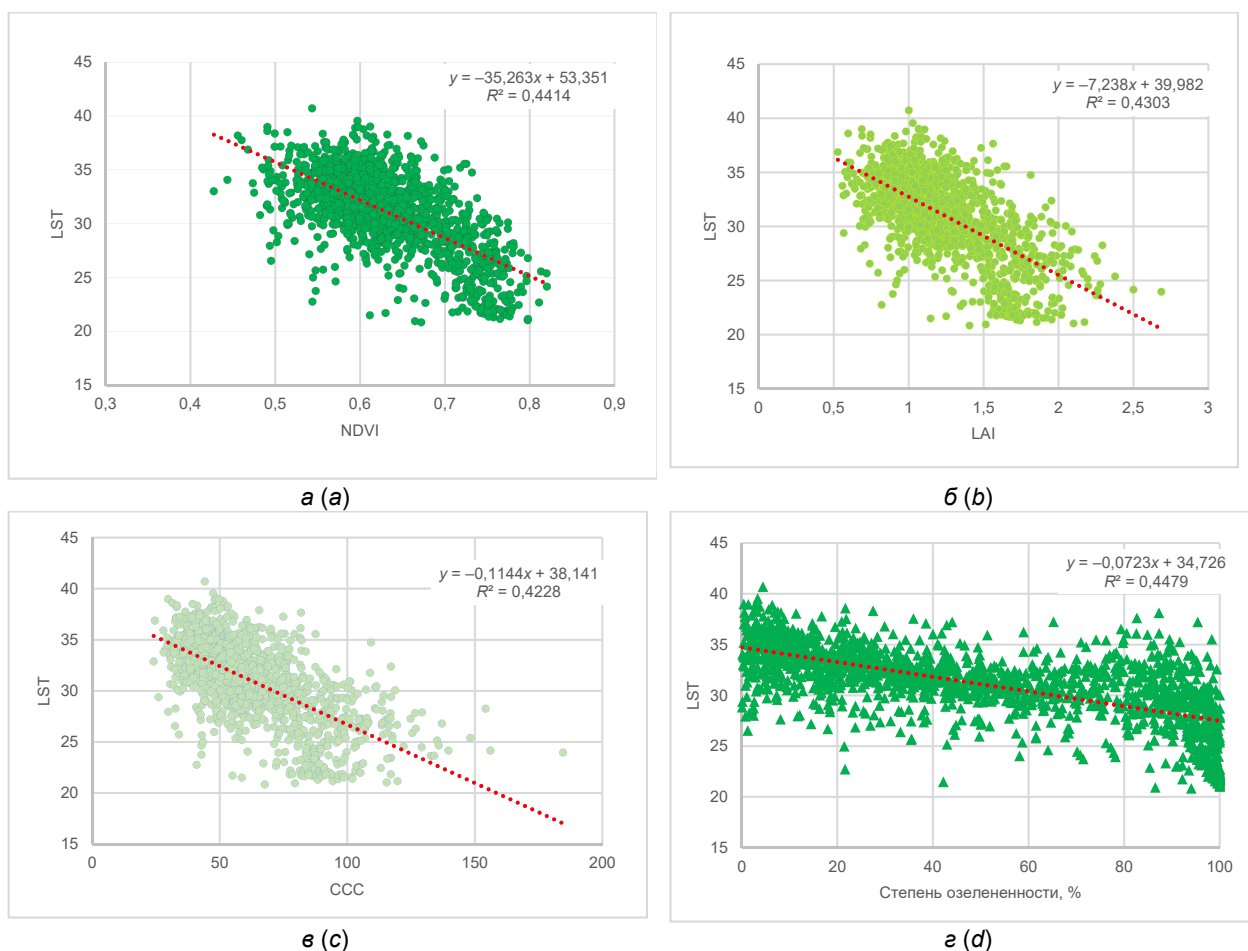 45
40
35
30
25
20
15
LST
y = –35,263x + 53,351
R² = 0,4414
0,3 0,4 0,5 0,6 0,7 0,8 0,9
NDVI
а (a)
45
40
35
30
25
20
15
LST
y = –7,238x + 39,982
R² = 0,4303
0 0,5 1 1,5 2 2,5 3
LAI
б (b)
45
40
35
30
25
20
15
LST
y = –0,1144x + 38,141
R² = 0,4228
0 50 100 150 200
CCC
в (c)
45
40
35
30
25
20
15
LST
y = –0,0723x + 34,726
R² = 0,4479
0 20 40 60 80 100
Степень озелененности, %
г (d)